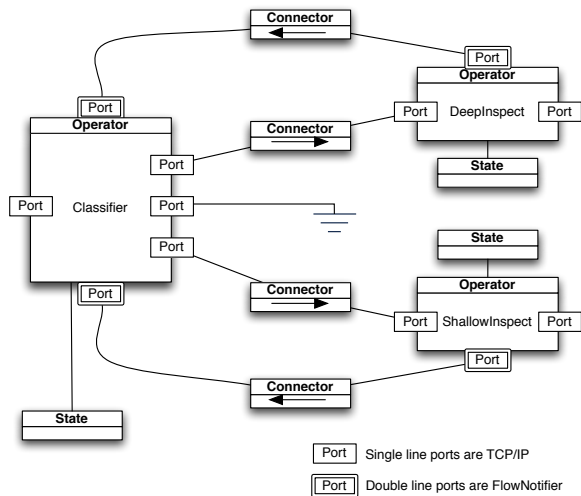 Connector
Port
Operator
Port
DeepInspect
Port
State
Port
Operator
Port
Classifier
Port
Port
Port
Port
State
Connector
Connector
Connector
State
Operator
Port
ShallowInspect
Port
Port
Port
Single line ports are TCP/IP
Port
Double line ports are FlowNotifier